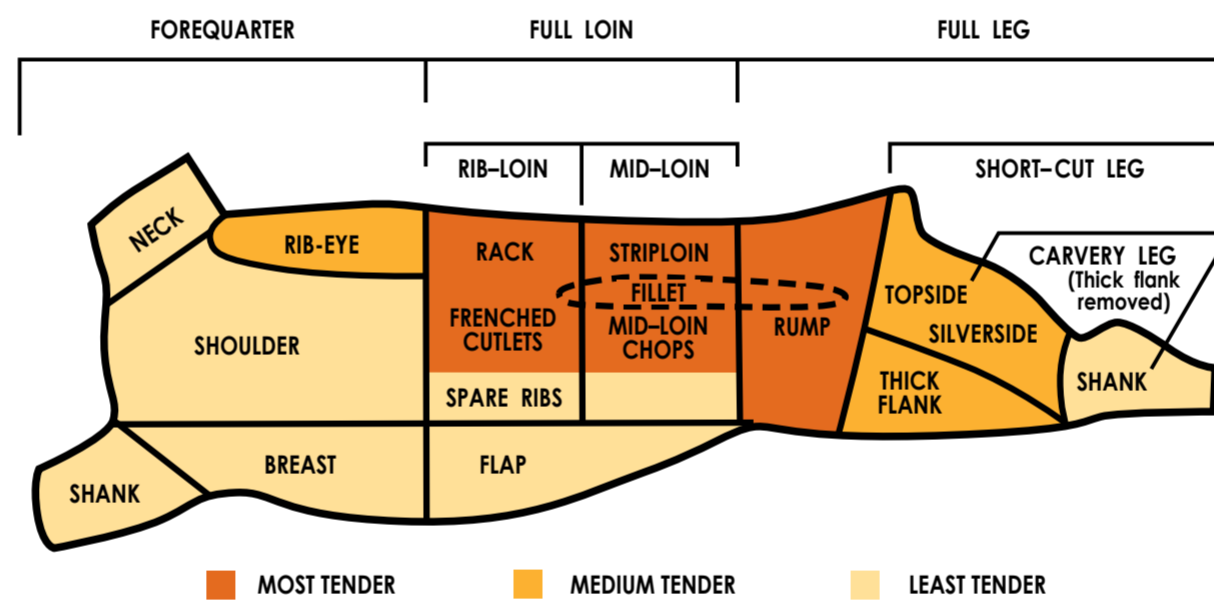 FOREQUARTER
FULL LOIN
FULL LEG
RIB–LOIN
MID–LOIN
SHORT–CUT LEG
NECK
RIB-EYE
RACK
STRIPLOIN
CARVERY LEG
(Thick flank
removed)
FILLET
TOPSIDE
FRENCHED
CUTLETS
MID–LOIN
CHOPS
RUMP
SILVERSIDE
SHOULDER
THICK
FLANK
SHANK
SPARE RIBS
BREAST
FLAP
SHANK
MOST TENDER
MEDIUM TENDER
LEAST TENDER